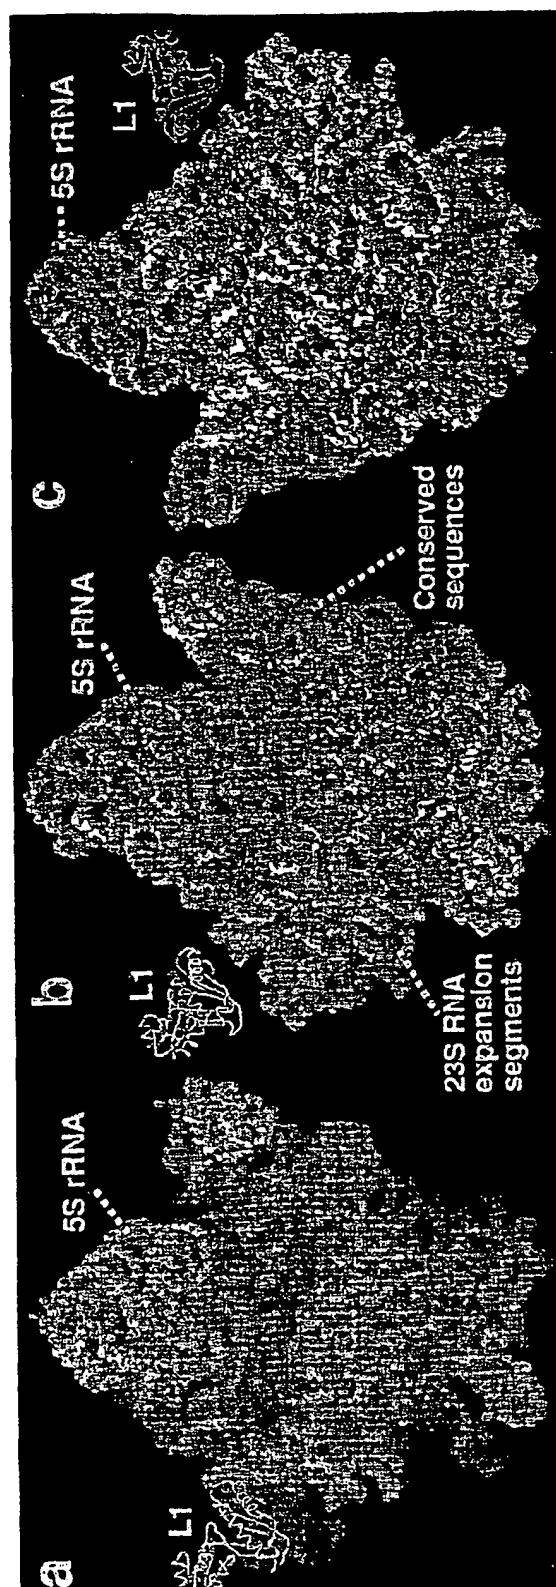 a
L1
5S rRNA
b
L1
5S rRNA
23S RNA
expansion
segments
Conserved
sequences
c
5S rRNA
L1